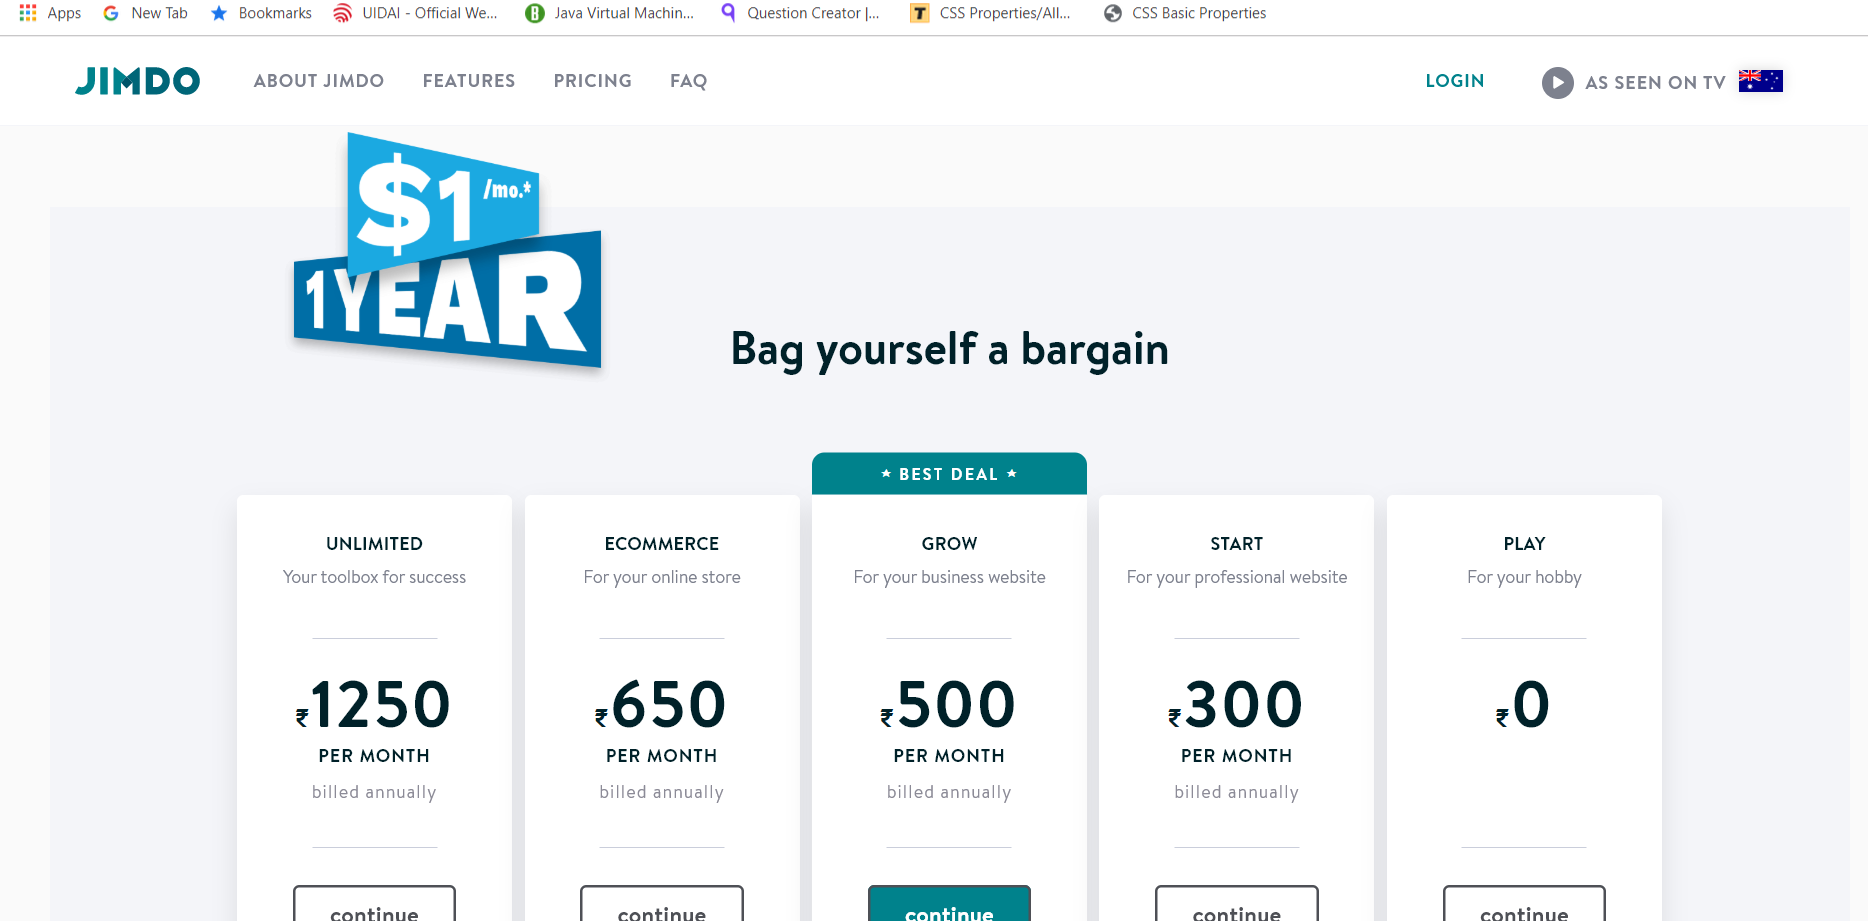 Apps New Tab Bookmarks UIDAI - Official We... Java Virtual Machin... Question Creator |... CSS Properties/All... CSS Basic Properties
JIMDO ABOUT JIMDO FEATURES PRICING FAQ LOGIN AS SEEN ON TV
$1 /mo.*
1 YEAR
Bag yourself a bargain
★ BEST DEAL ★
UNLIMITED ECOMMERCE GROW START PLAY
Your toolbox for success For your online store For your business website For your professional website For your hobby
₹1250 ₹650 ₹500 ₹300 ₹0
PER MONTH PER MONTH PER MONTH PER MONTH
billed annually billed annually billed annually billed annually
continue continue continue continue continue